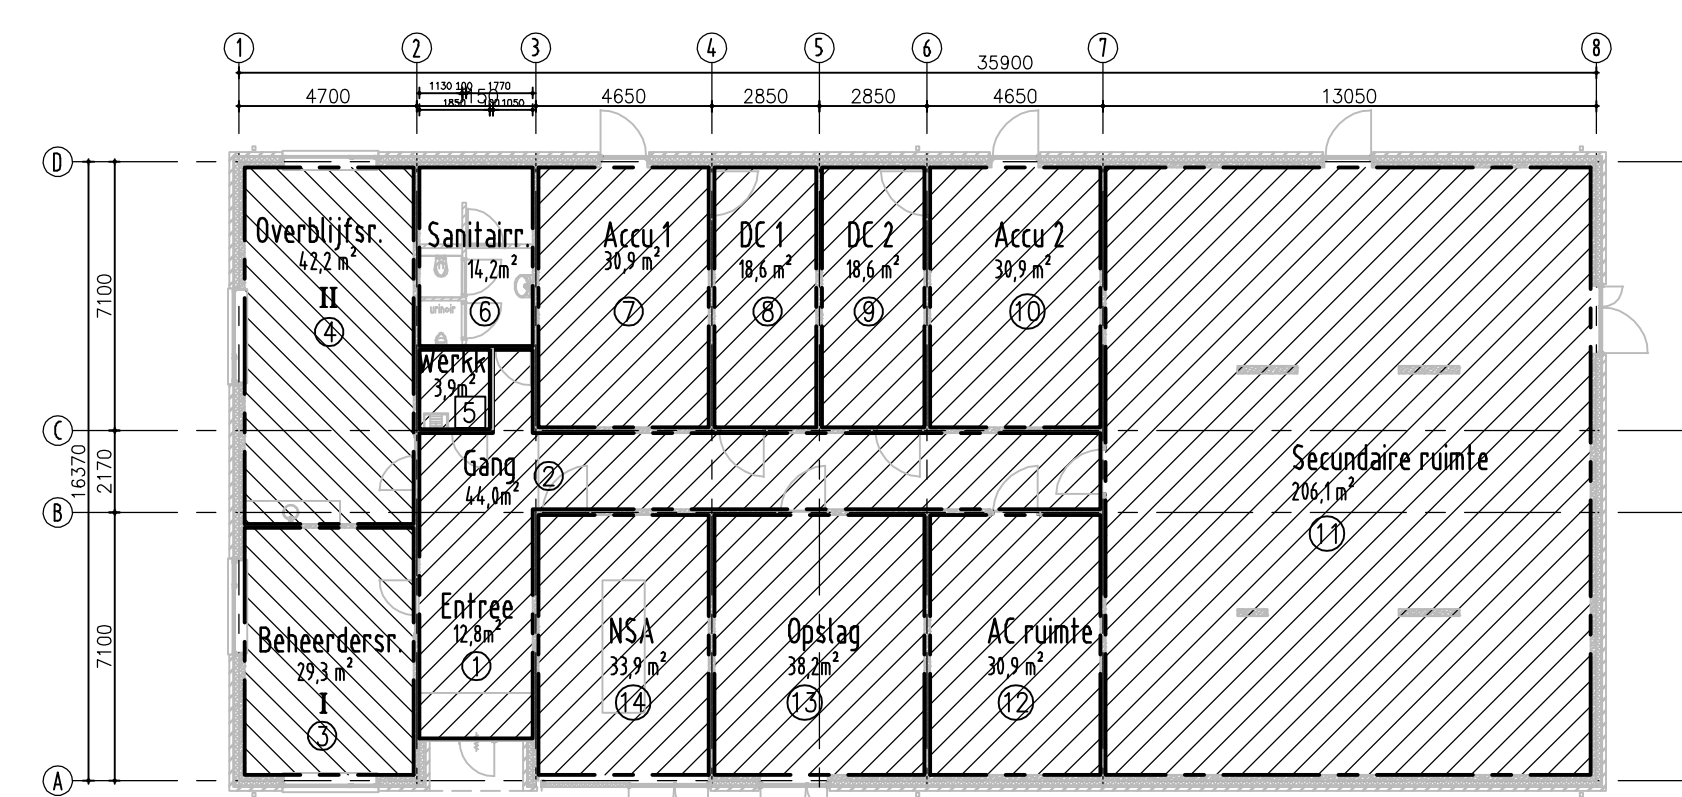 1 2 3 4 5 6 7 8
35900
1130 100 1770
4700 3150 4650 2850 2850 4650 13050
1850 100 1050
D
C
B
A
7100
2170
7100
16370
Overblijfsr.
42,2 m²
II
4
Sanitairr.
14,2m²
6
urinoir
Accu 1
30,9 m²
7
DC 1
18,6 m²
8
DC 2
18,6 m²
9
Accu 2
30,9 m²
10
Werkk
3,9m²
5
Gang
2
44,0m²
Secundaire ruimte
206,1 m²
11
Beheerdersr.
29,3 m²
I
3
Entree
12,8m²
1
NSA
33,9 m²
14
Opslag
38,2m²
13
AC ruimte
30,9 m²
12